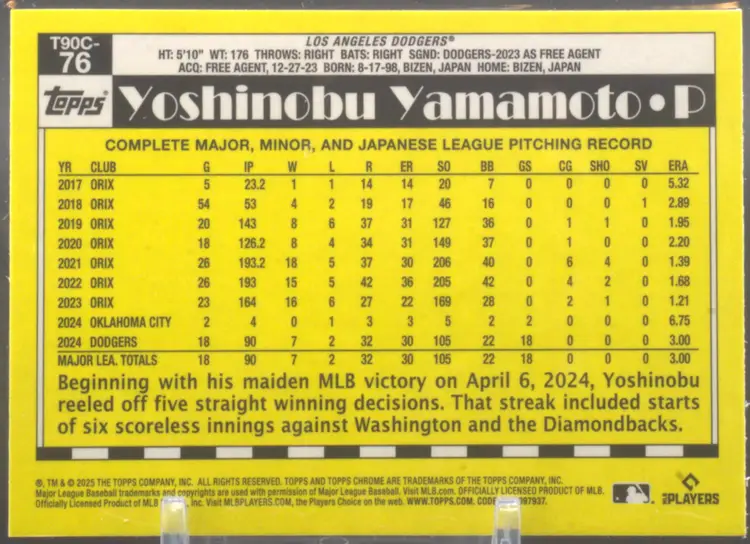 T90C-
76
LOS ANGELES DODGERS®
HT: 5'10" WT: 176 THROWS: RIGHT BATS: RIGHT SGND: DODGERS-2023 AS FREE AGENT
ACQ: FREE AGENT, 12-27-23 BORN: 8-17-98, BIZEN, JAPAN HOME: BIZEN, JAPAN
Topps Yoshinobu Yamamoto • P
COMPLETE MAJOR, MINOR, AND JAPANESE LEAGUE PITCHING RECORD
YR CLUB G IP W L R ER SO BB GS CG SHO SV ERA
2017 ORIX 5 23.2 1 1 14 14 20 7 0 0 0 0 5.32
2018 ORIX 54 53 4 2 19 17 46 16 0 0 0 1 2.89
2019 ORIX 20 143 8 6 37 31 127 36 0 1 1 0 1.95
2020 ORIX 18 126.2 8 4 34 31 149 37 0 1 0 0 2.20
2021 ORIX 26 193.2 18 5 37 30 206 40 0 6 4 0 1.39
2022 ORIX 26 193 15 5 42 36 205 42 0 4 2 0 1.68
2023 ORIX 23 164 16 6 27 22 169 28 0 2 1 0 1.21
2024 OKLAHOMA CITY 2 4 0 1 3 3 5 2 2 0 0 0 6.75
2024 DODGERS 18 90 7 2 32 30 105 22 18 0 0 0 3.00
MAJOR LEA. TOTALS 18 90 7 2 32 30 105 22 18 0 0 0 3.00
Beginning with his maiden MLB victory on April 6, 2024, Yoshinobu
reeled off five straight winning decisions. That streak included starts
of six scoreless innings against Washington and the Diamondbacks.
®, TM & © 2025 THE TOPPS COMPANY, INC. ALL RIGHTS RESERVED. TOPPS AND TOPPS CHROME ARE TRADEMARKS OF THE TOPPS COMPANY, INC.
Major League Baseball trademarks and copyrights are used with permission of Major League Baseball. Visit MLB.com. OFFICIALLY LICENSED PRODUCT OF MLB.
Officially Licensed Product of MLB Inc. Visit MLBPLAYERS.COM, the Players Choice on the web. WWW.TOPPS.COM. CODE 097937.
MLB PLAYERS